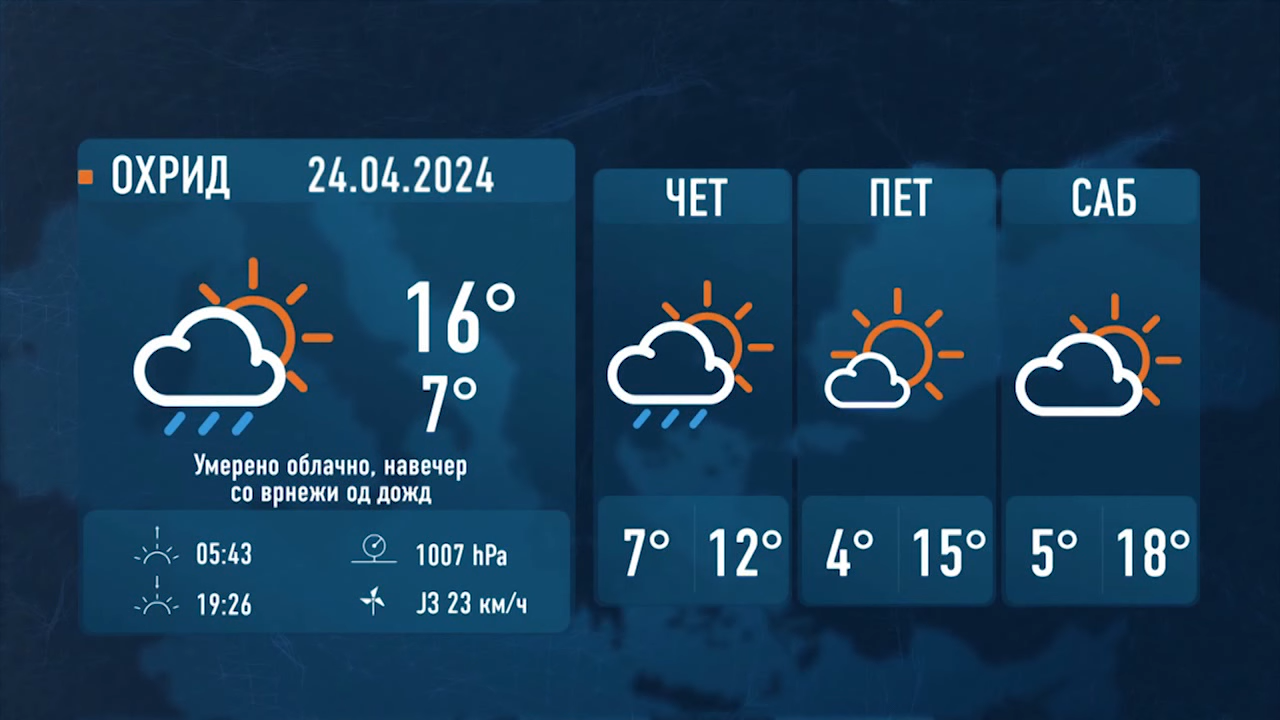 ОХРИД 24.04.2024
16°
7°
Умерено облачно, навечер
со врнежи од дожд
05:43 1007 hPa
19:26 ЈЗ 23 км/ч
ЧЕТ
7° 12°
ПЕТ
4° 15°
САБ
5° 18°